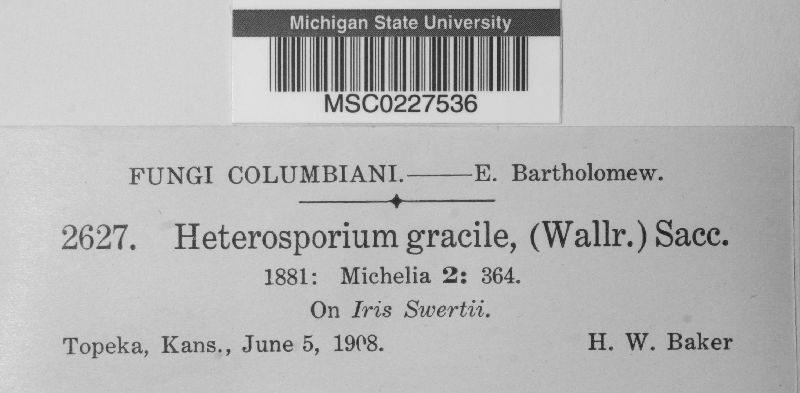 Michigan State University
MSC0227536
FUNGI COLUMBIANI.——E. Bartholomew.
2627. Heterosporium gracile, (Wallr.) Sacc.
1881: Michelia 2: 364.
On Iris Swertii.
Topeka, Kans., June 5, 1908. H. W. Baker